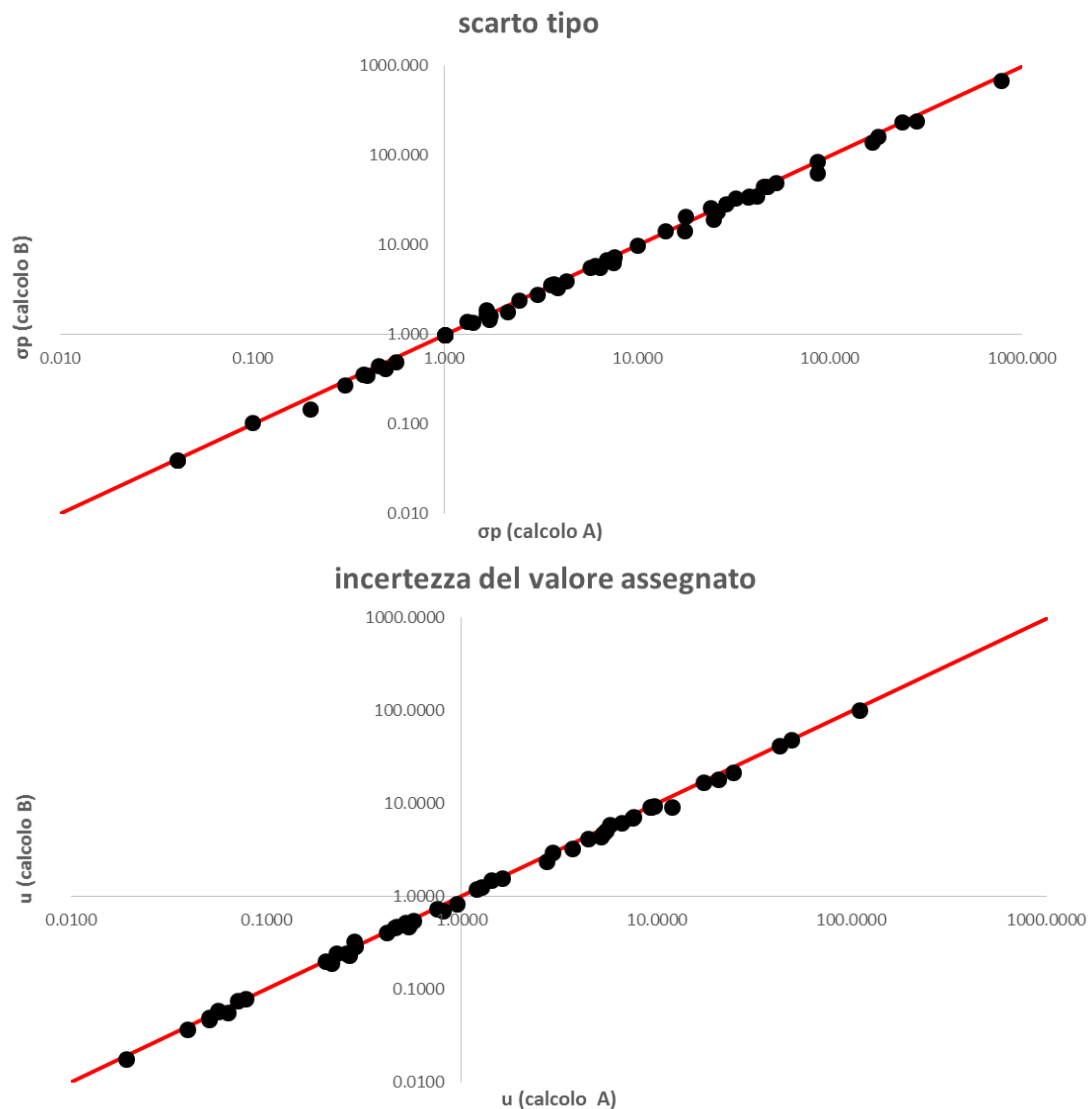 scarto tipo
1000.000
100.000
10.000
1.000
0.010 0.100 1.000 10.000 100.000 1000.000
0.100
0.010
σp (calcolo B)
σp (calcolo A)
incertezza del valore assegnato
1000.0000
100.0000
10.0000
1.0000
0.0100 0.1000 1.0000 10.0000 100.0000 1000.0000
0.1000
0.0100
u (calcolo B)
u (calcolo A)